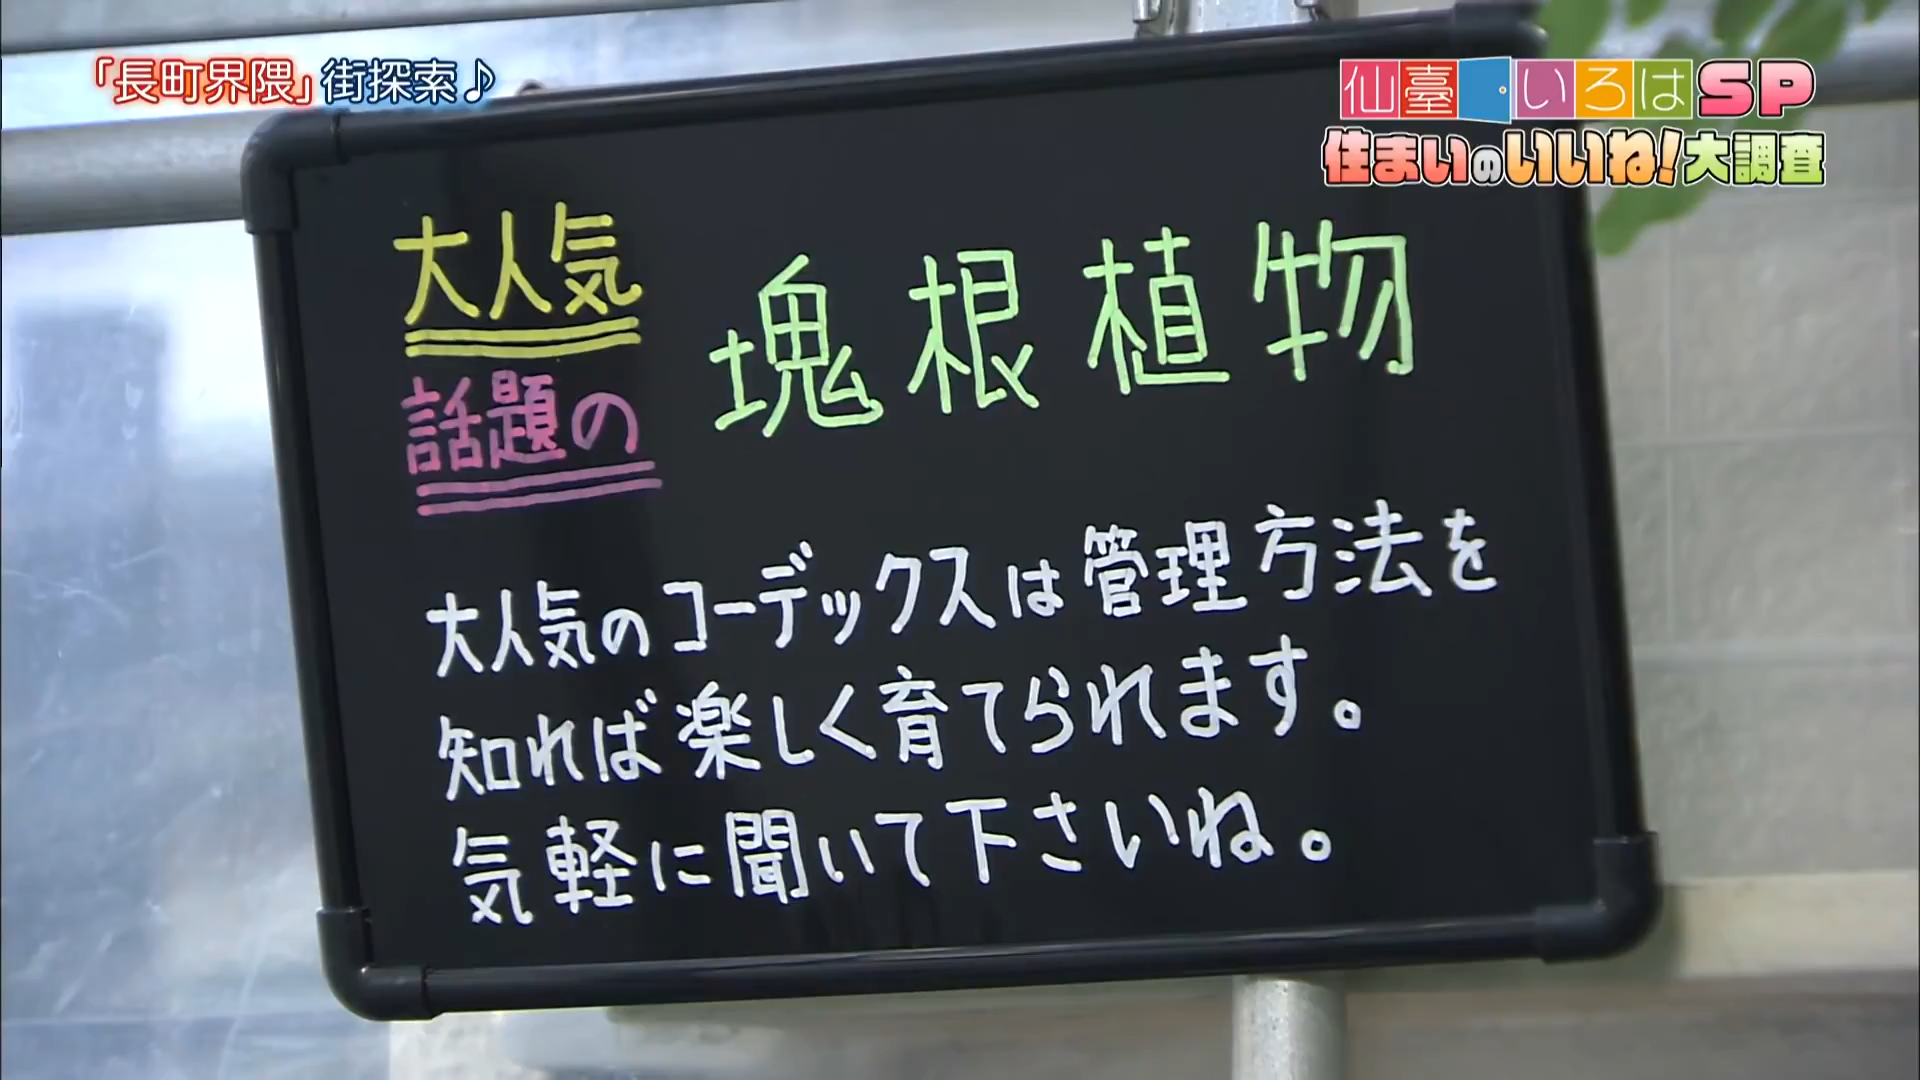 「長町界隈」街探索♪
仙臺いろはSP
住まいのいいね!大調査
大人気
話題の
塊根植物
大人気のコーデックスは管理方法を
知れば楽しく育てられます。
気軽に聞いて下さいね。